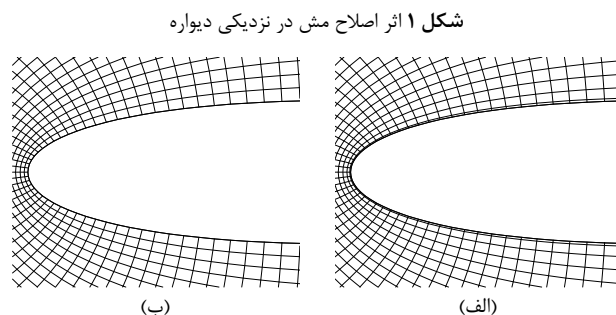 شکل ۱ اثر اصلاح مش در نزدیکی دیواره
(الف)
(ب)